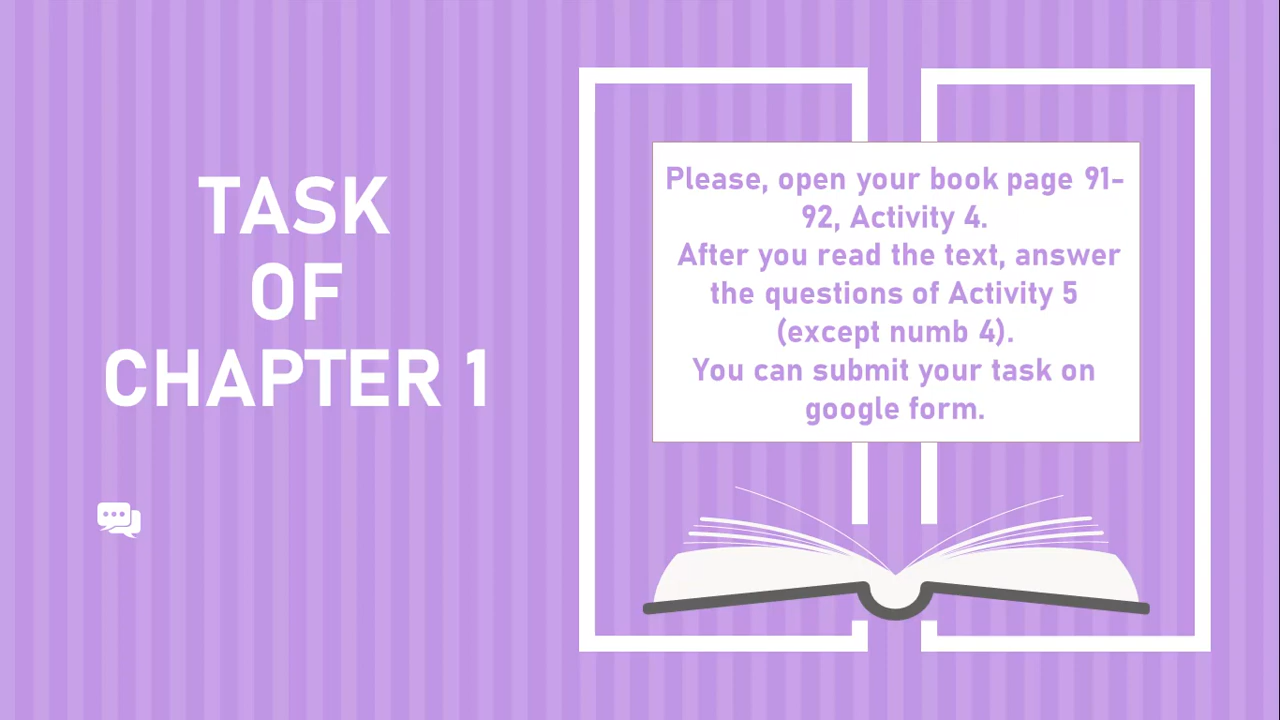 TASK
OF
CHAPTER 1
Please, open your book page 91-
92, Activity 4.
After you read the text, answer
the questions of Activity 5
(except numb 4).
You can submit your task on
google form.